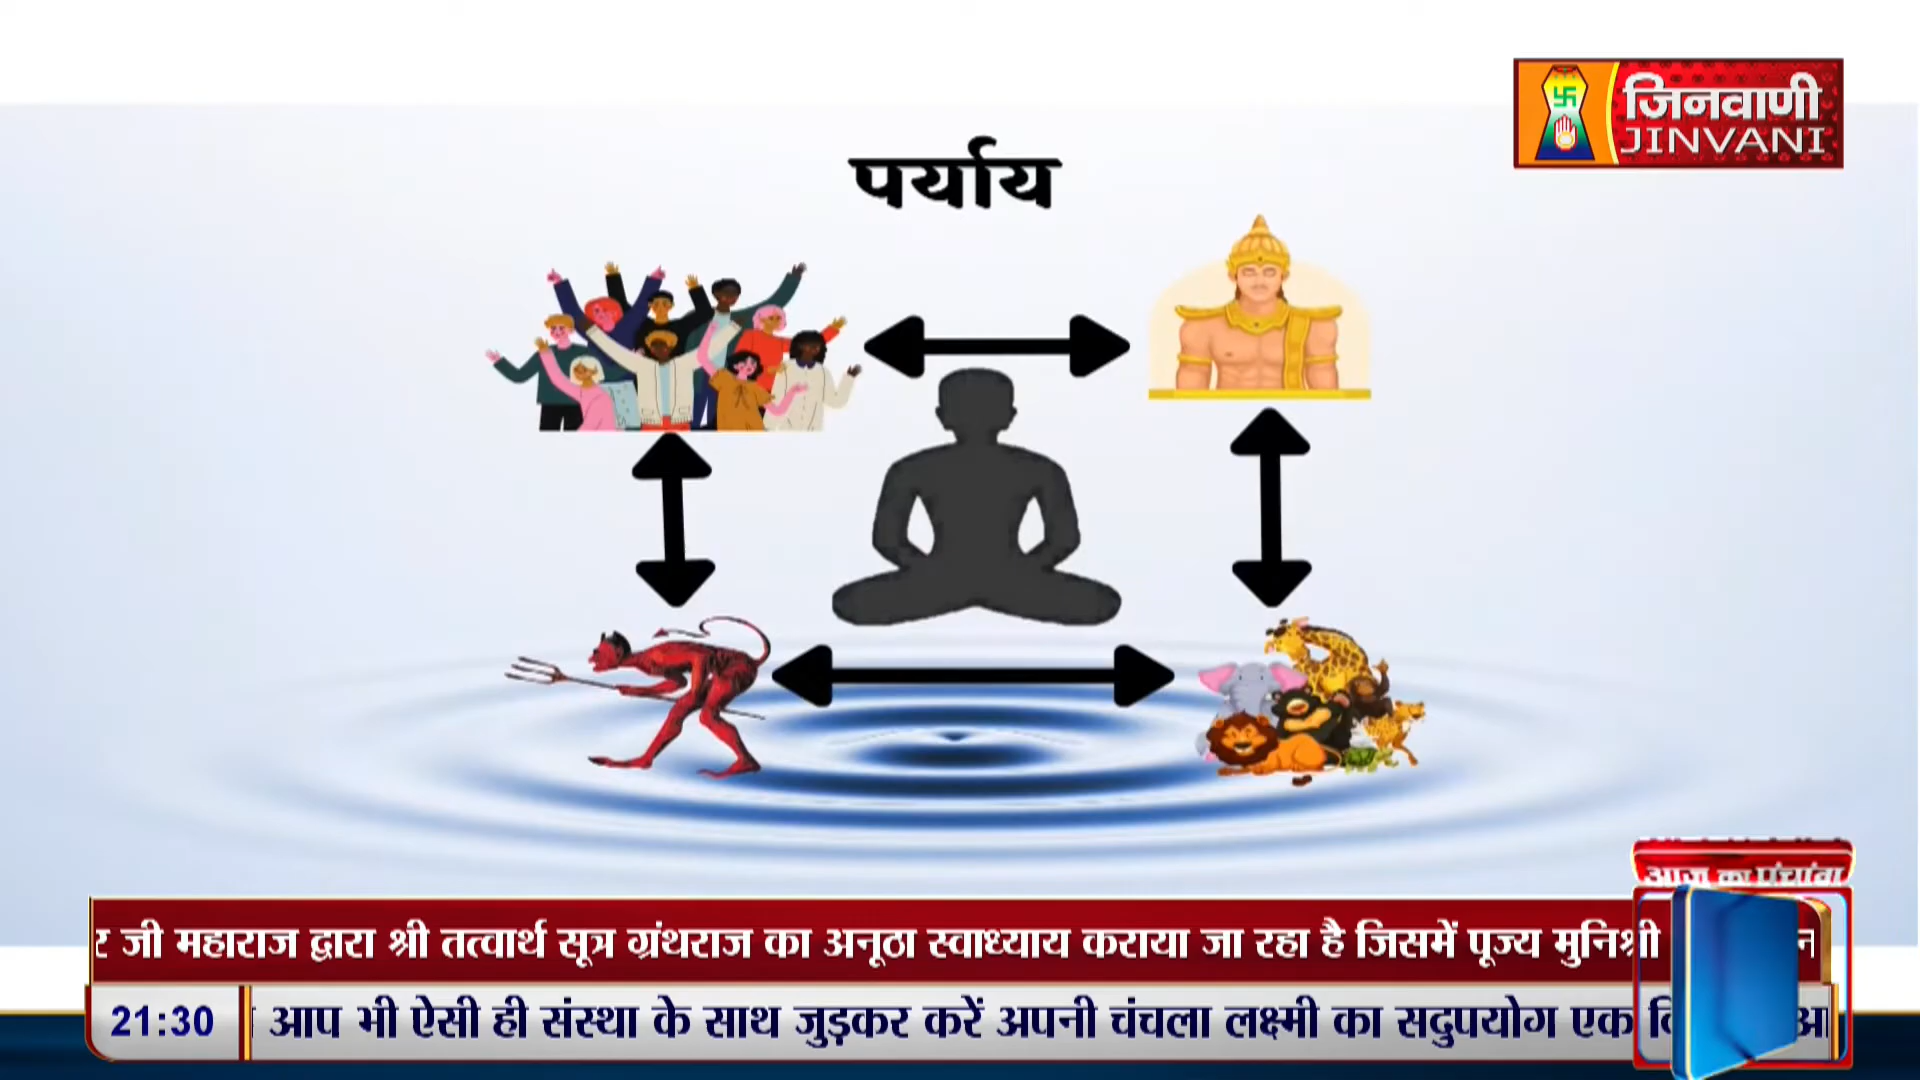 जिनवाणी
JINVANI
पर्याय
आज का पंचांग
जी महाराज द्वारा श्री तत्वार्थ सूत्र ग्रंथराज का अनूठा स्वाध्याय कराया जा रहा है जिसमें पूज्य मुनिश्री
21:30
आप भी ऐसी ही संस्था के साथ जुड़कर करें अपनी चंचला लक्ष्मी का सदुपयोग एक